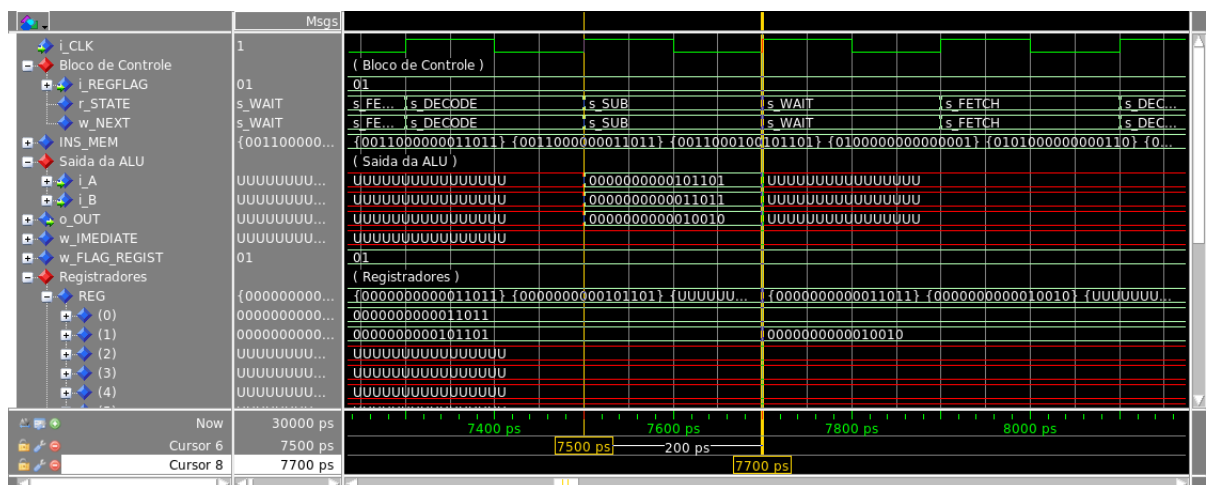 Msgs
i_CLK 1
Bloco de Controle ( Bloco de Controle )
i_REGFLAG 01 01
r_STATE s_WAIT s_FE... s_DECODE s_SUB s_WAIT s_FETCH s_DEC...
w_NEXT s_WAIT s_FE... s_DECODE s_SUB s_WAIT s_FETCH s_DEC...
INS_MEM {001100000... {0011000000011011} {0011000000011011} {0011000100101101} {0100000000000001} {0101000000000110} {0...
Saida da ALU ( Saida da ALU )
i_A UUUUUUUU... UUUUUUUUUUUUUUUU 0000000000101101 UUUUUUUUUUUUUUUU
i_B UUUUUUUU... UUUUUUUUUUUUUUUU 0000000000011011 UUUUUUUUUUUUUUUU
o_OUT UUUUUUUU... UUUUUUUUUUUUUUUU 0000000000010010 UUUUUUUUUUUUUUUU
w_IMEDIATE UUUUUUUU... UUUUUUUUUUUUUUUU
w_FLAG_REGIST 01 01
Registradores ( Registradores )
REG {000000000... {0000000000011011} {0000000000101101} {UUUUUU... {0000000000011011} {0000000000010010} {UUUUUUU...
(0) 0000000000... 0000000000011011
(1) 0000000000... 0000000000101101 0000000000010010
(2) UUUUUUUU... UUUUUUUUUUUUUUUU
(3) UUUUUUUU... UUUUUUUUUUUUUUUU
(4) UUUUUUUU... UUUUUUUUUUUUUUUU
Now 30000 ps 7400 ps 7600 ps 7800 ps 8000 ps
Cursor 6 7500 ps 7500 ps 200 ps
Cursor 8 7700 ps 7700 ps